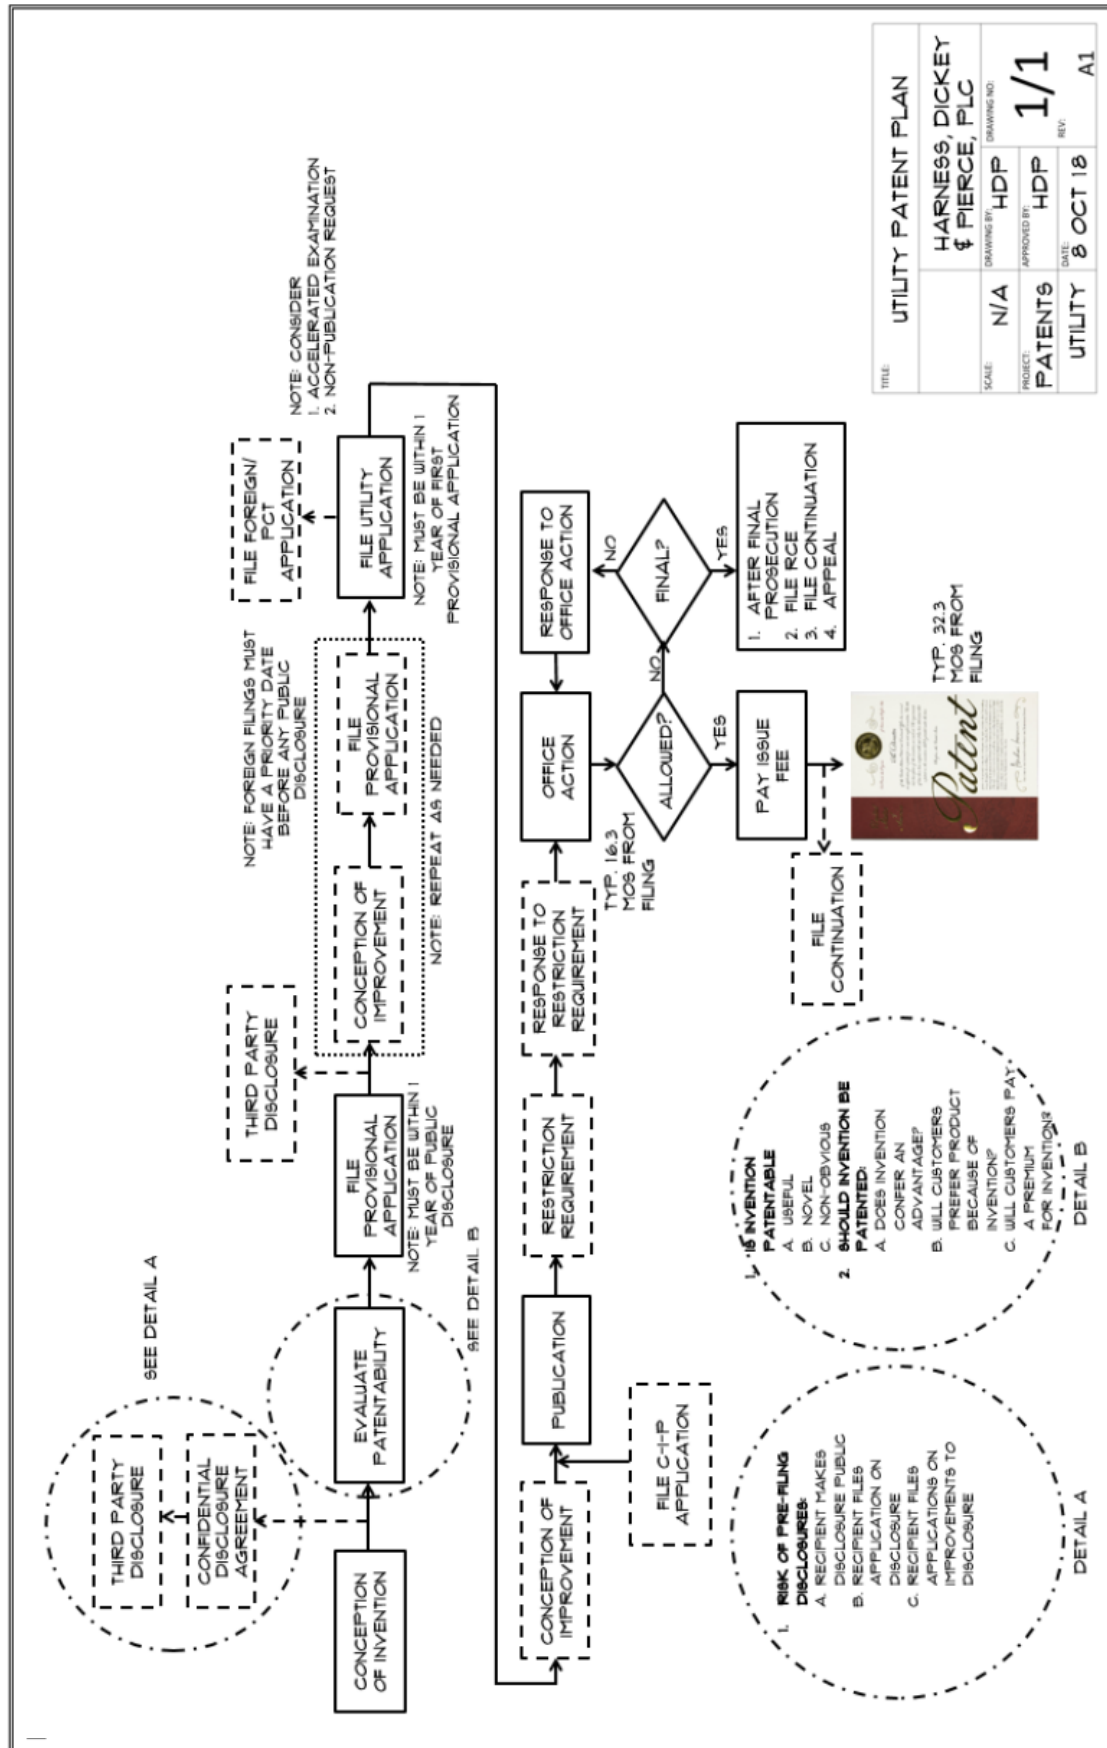 SEE DETAIL A
THIRD PARTY
DISCLOSURE
CONFIDENTIAL
DISCLOSURE
AGREEMENT
CONCEPTION
OF INVENTION
EVALUATE
PATENTABILITY
SEE DETAIL B
FILE
PROVISIONAL
APPLICATION
NOTE: MUST BE WITHIN 1
YEAR OF PUBLIC
DISCLOSURE
THIRD PARTY
DISCLOSURE
CONCEPTION OF
IMPROVEMENT
FILE
PROVISIONAL
APPLICATION
NOTE: REPEAT AS NEEDED
NOTE: FOREIGN FILINGS MUST
HAVE A PRIORITY DATE
BEFORE ANY PUBLIC
DISCLOSURE
FILE FOREIGN/
PCT
APPLICATION
FILE UTILITY
APPLICATION
NOTE: MUST BE WITHIN 1
YEAR OF FIRST
PROVISIONAL APPLICATION
NOTE: CONSIDER
1. ACCELERATED EXAMINATION
2. NON-PUBLICATION REQUEST
CONCEPTION OF
IMPROVEMENT
FILE C-I-P
APPLICATION
PUBLICATION
RESTRICTION
REQUIREMENT
RESPONSE TO
RESTRICTION
REQUIREMENT
OFFICE
ACTION
TYP. 16.3
MOS FROM
FILING
RESPONSE TO
OFFICE ACTION
ALLOWED?
NO
YES
FINAL?
NO
YES
PAY ISSUE
FEE
1. AFTER FINAL
PROSECUTION
2. FILE RCE
3. FILE CONTINUATION
4. APPEAL
FILE
CONTINUATION
Patent
TYP. 32.3
MOS FROM
FILING
1. RISK OF PRE-FILING
DISCLOSURES:
A. RECIPIENT MAKES
DISCLOSURE PUBLIC
B. RECIPIENT FILES
APPLICATION ON
DISCLOSURE
C. RECIPIENT FILES
APPLICATIONS ON
IMPROVEMENTS TO
DISCLOSURE
DETAIL A
1. IS INVENTION
PATENTABLE
A. USEFUL
B. NOVEL
C. NON-OBVIOUS
2. SHOULD INVENTION BE
PATENTED:
A. DOES INVENTION
CONFER AN
ADVANTAGE?
B. WILL CUSTOMERS
PREFER PRODUCT
BECAUSE OF
INVENTION?
C. WILL CUSTOMERS PAY
A PREMIUM
FOR INVENTION?
DETAIL B
TITLE:
UTILITY PATENT PLAN
HARNESS, DICKEY
& PIERCE, PLC
SCALE: N/A
DRAWING BY: HDP
DRAWING NO: 1/1
PROJECT: PATENTS
APPROVED BY: HDP
UTILITY
DATE: 8 OCT 18
REV: A1